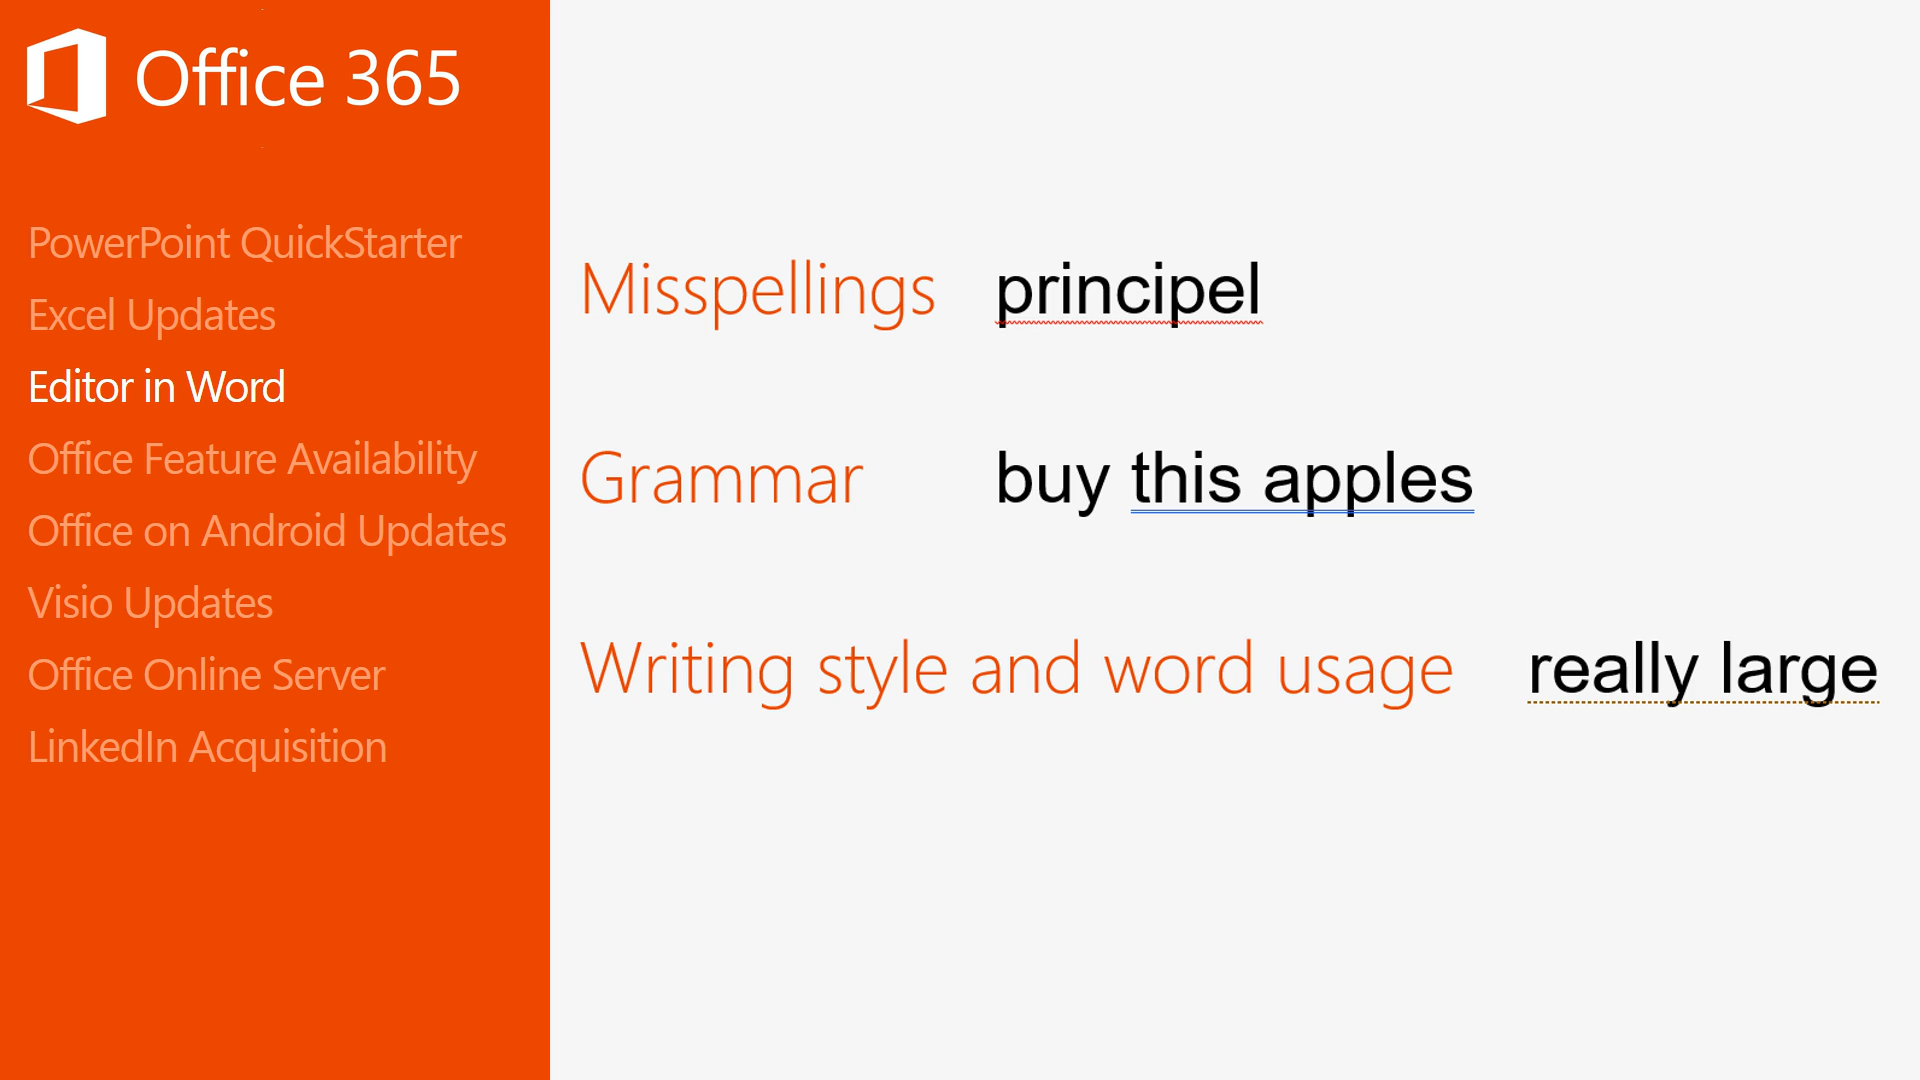 Office 365
PowerPoint QuickStarter
Excel Updates
Editor in Word
Office Feature Availability
Office on Android Updates
Visio Updates
Office Online Server
LinkedIn Acquisition
Misspellings principel
Grammar buy this apples
Writing style and word usage really large